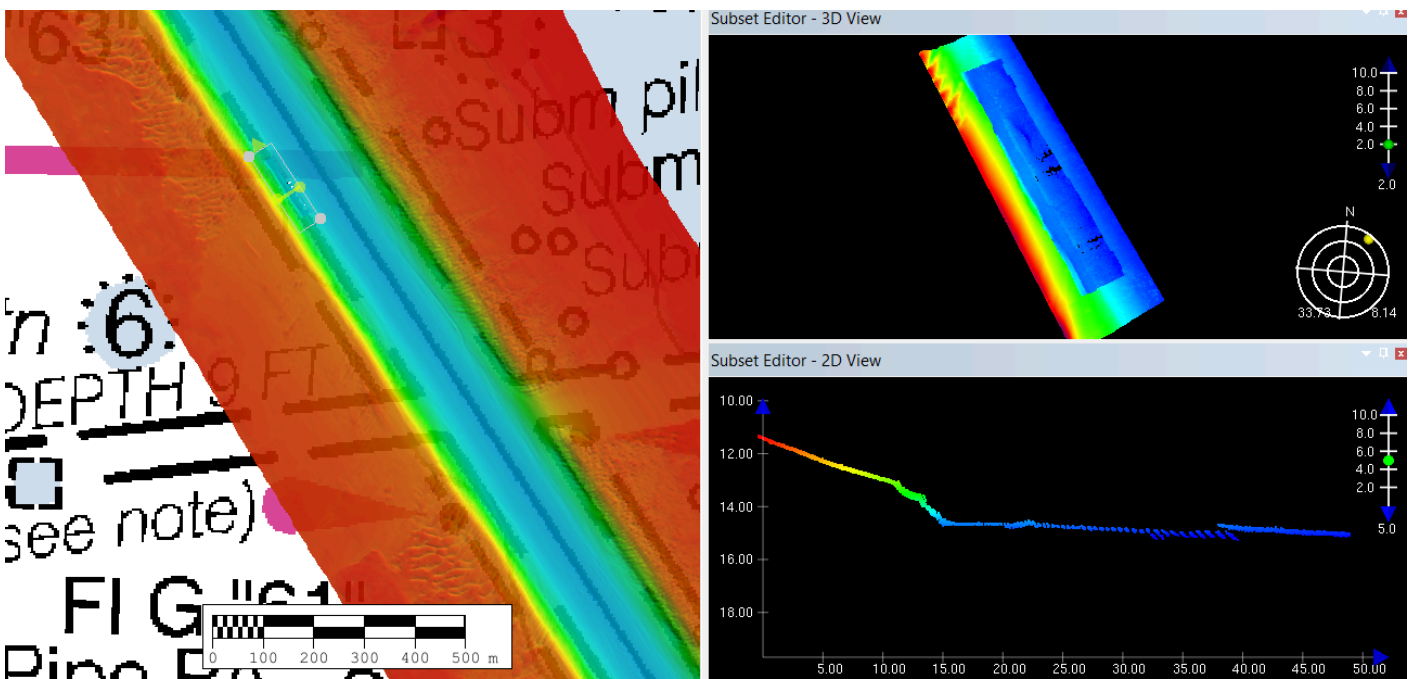 "63"
3
Subm pil
Subm
Subm
6
DEPTH 9 FT
(see note)
Fl G "61"
0 100 200 300 400 500 m
Subset Editor - 3D View
10.0
8.0
6.0
4.0
2.0
2.0
N
33.73 8.14
Subset Editor - 2D View
10.00
12.00
14.00
16.00
18.00
5.00 10.00 15.00 20.00 25.00 30.00 35.00 40.00 45.00 50.00
10.0
8.0
6.0
4.0
2.0
5.0